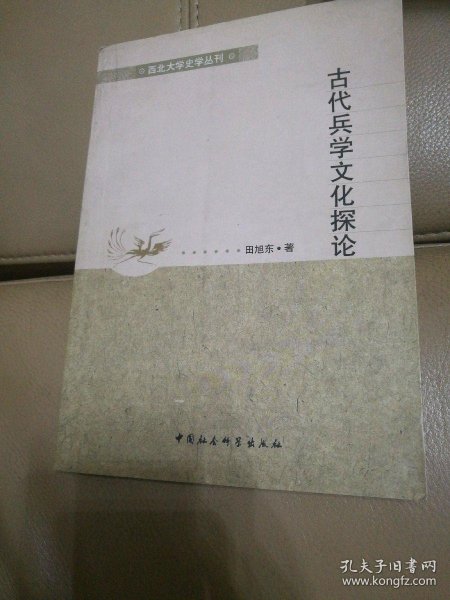 西北大学史学丛刊
古代兵学文化探论
田旭东·著
中国社会科学出版社
孔夫子旧书网
www.kongfz.com